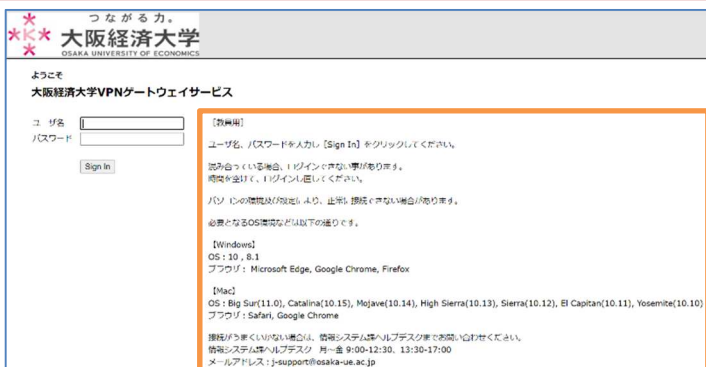 つながる力。
大阪経済大学
OSAKA UNIVERSITY OF ECONOMICS
ようこそ
大阪経済大学VPNゲートウェイサービス
ユーザ名
パスワード
Sign In
[教員用]
ユーザ名、パスワードを入力し [Sign In] をクリックしてください。
混み合っている場合、ログインできない事があります。
時間を空けて、ログインし直してください。
パソコンの環境及び設定により、正常に接続できない場合があります。
必要となるOS環境などは以下の通りです。
【Windows】
OS : 10 , 8.1
ブラウザ : Microsoft Edge, Google Chrome, Firefox
【Mac】
OS : Big Sur(11.0), Catalina(10.15), Mojave(10.14), High Sierra(10.13), Sierra(10.12), El Capitan(10.11), Yosemite(10.10)
ブラウザ : Safari, Google Chrome
接続がうまくいかない場合は、情報システム課ヘルプデスクまでお問い合わせください。
情報システム課ヘルプデスク 月～金 9:00-12:30、13:30-17:00
メールアドレス : j-support@osaka-ue.ac.jp